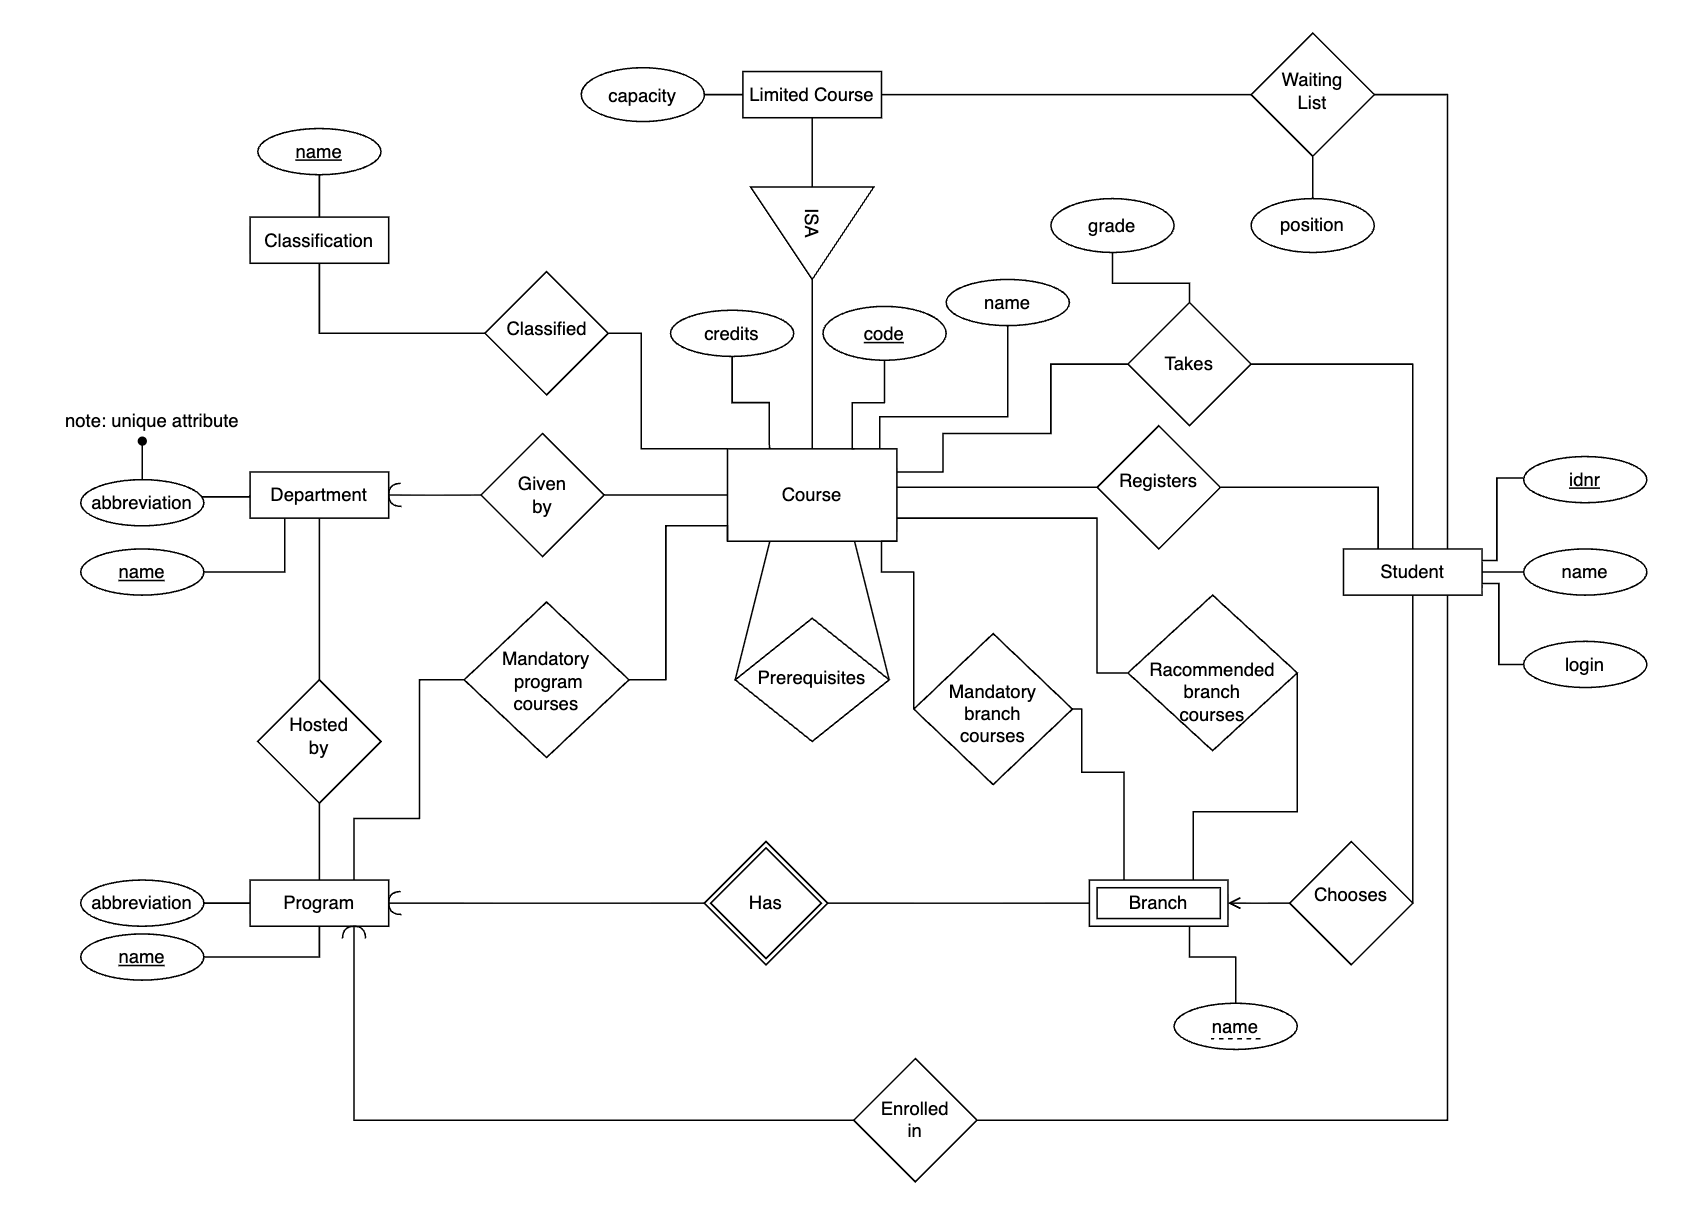 Waiting
List
capacity
Limited Course
name
ISA
grade
position
Classification
name
Classified
credits
code
Takes
note: unique attribute
abbreviation
Department
Given
by
Course
Registers
idnr
name
Student
name
login
Mandatory
program
courses
Prerequisites
Mandatory
branch
courses
Racommended
branch
courses
Hosted
by
abbreviation
Program
Has
Branch
Chooses
name
name
Enrolled
in